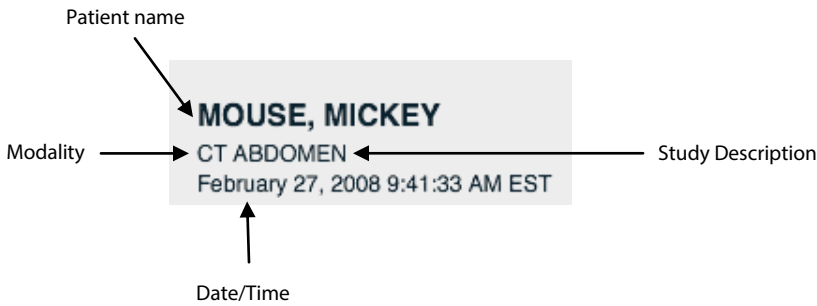 Patient name
MOUSE, MICKEY
Modality CT ABDOMEN Study Description
February 27, 2008 9:41:33 AM EST
Date/Time